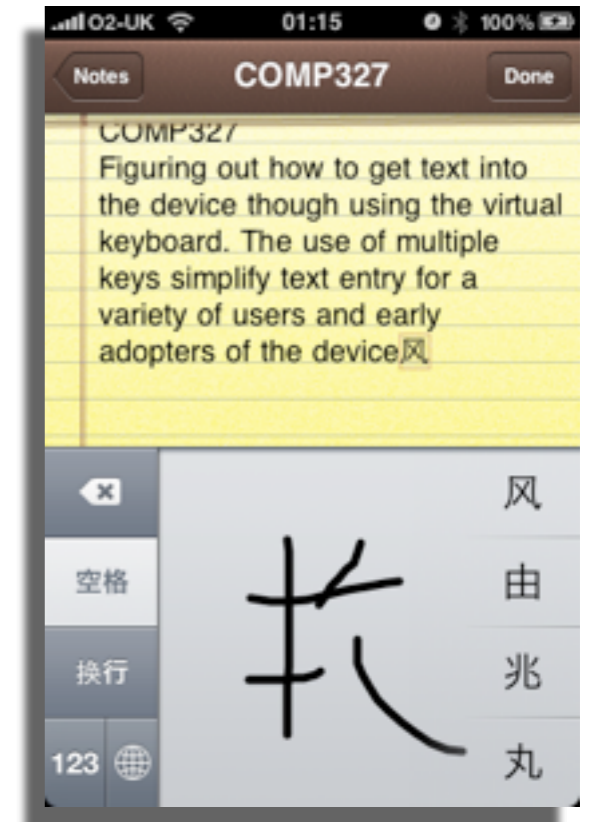 O2-UK 01:15 100%
Notes COMP327 Done
COMP327
Figuring out how to get text into
the device though using the virtual
keyboard. The use of multiple
keys simplify text entry for a
variety of users and early
adopters of the device风
风
空格 由
换行 兆
123 丸